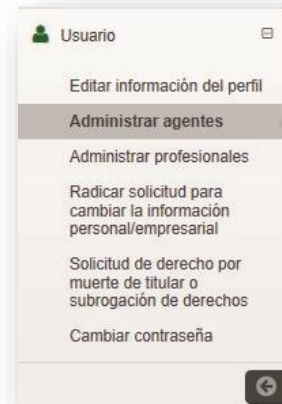 Usuario
Editar información del perfil
Administrar agentes
Administrar profesionales
Radicar solicitud para
cambiar la información
personal/empresarial
Solicitud de derecho por
muerte de titular o
subrogación de derechos
Cambiar contraseña